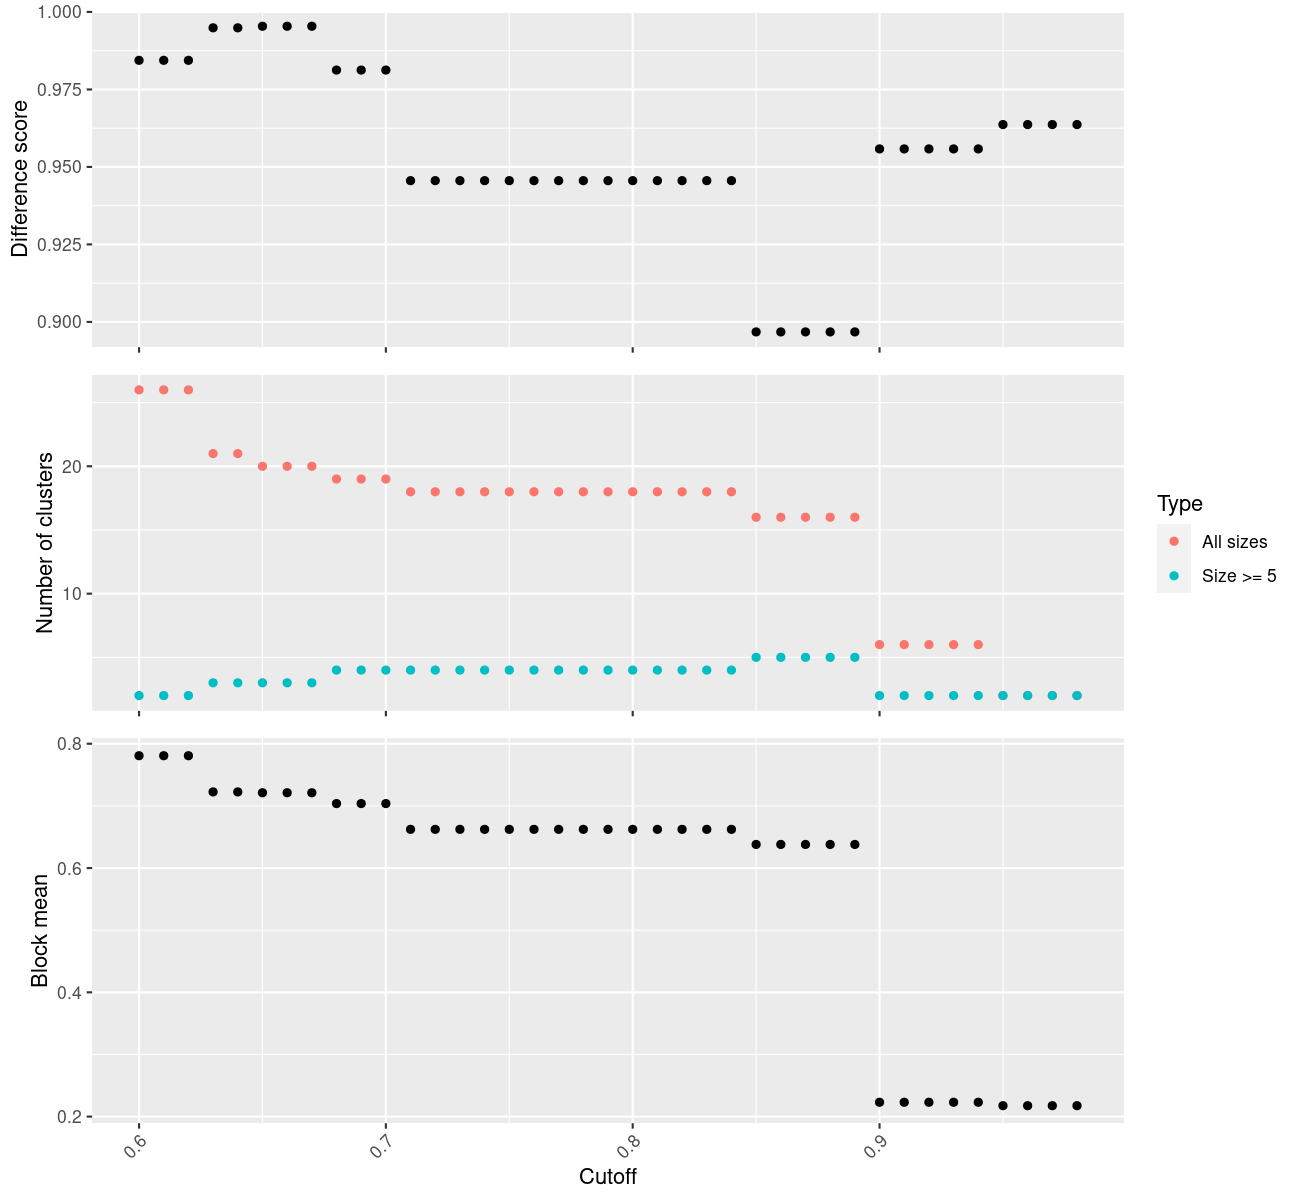 1.000
0.975
0.950
0.925
0.900
Difference score
20
10
Number of clusters
Type
All sizes
Size >= 5
0.8
0.6
0.4
0.2
Block mean
0.6
0.7
0.8
0.9
Cutoff